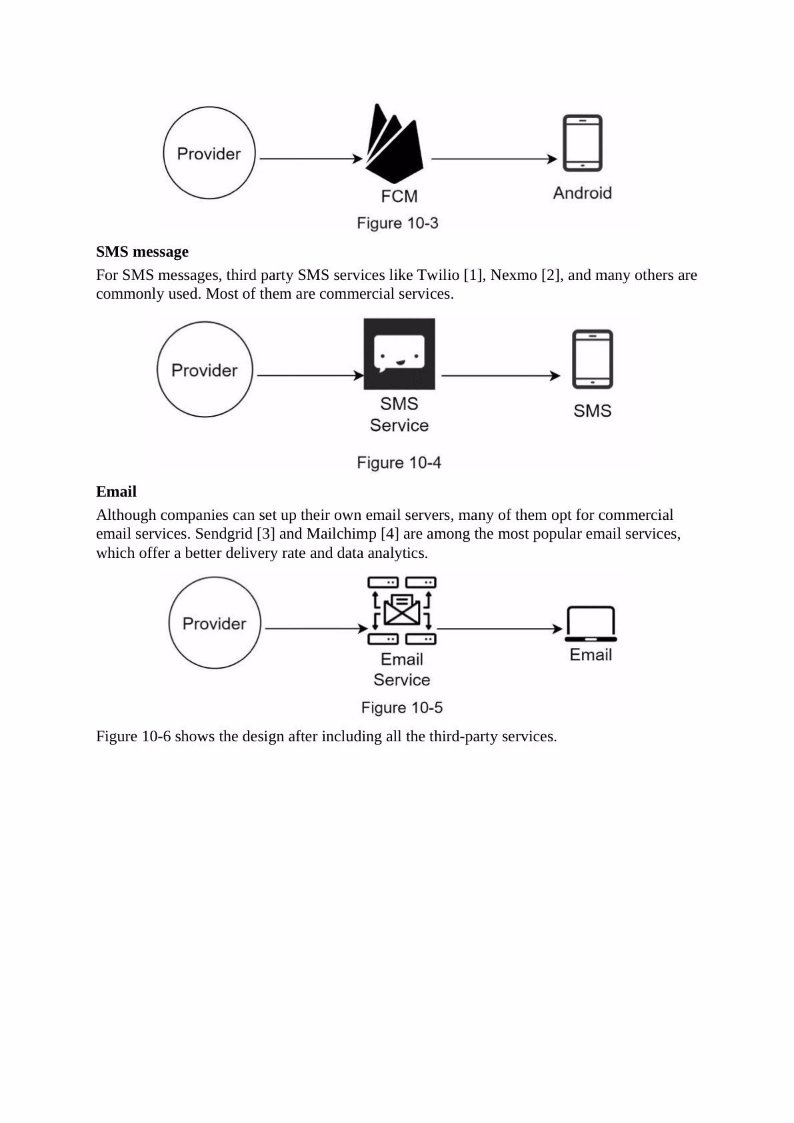 Provider
FCM
Android
Figure 10-3
SMS message
For SMS messages, third party SMS services like Twilio [1], Nexmo [2], and many others are
commonly used. Most of them are commercial services.
Provider
SMS
Service
SMS
Figure 10-4
Email
Although companies can set up their own email servers, many of them opt for commercial
email services. Sendgrid [3] and Mailchimp [4] are among the most popular email services,
which offer a better delivery rate and data analytics.
Provider
Email
Service
Email
Figure 10-5
Figure 10-6 shows the design after including all the third-party services.